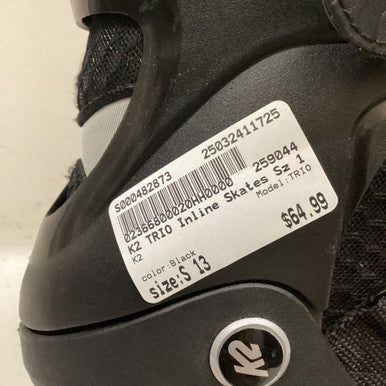 S000482873 25032411725
02366800020HH0000 259044
K2 TRIO Inline Skates Sz 1
K2 Model:TRIO
color:Black $64.99
size:S 13
K2